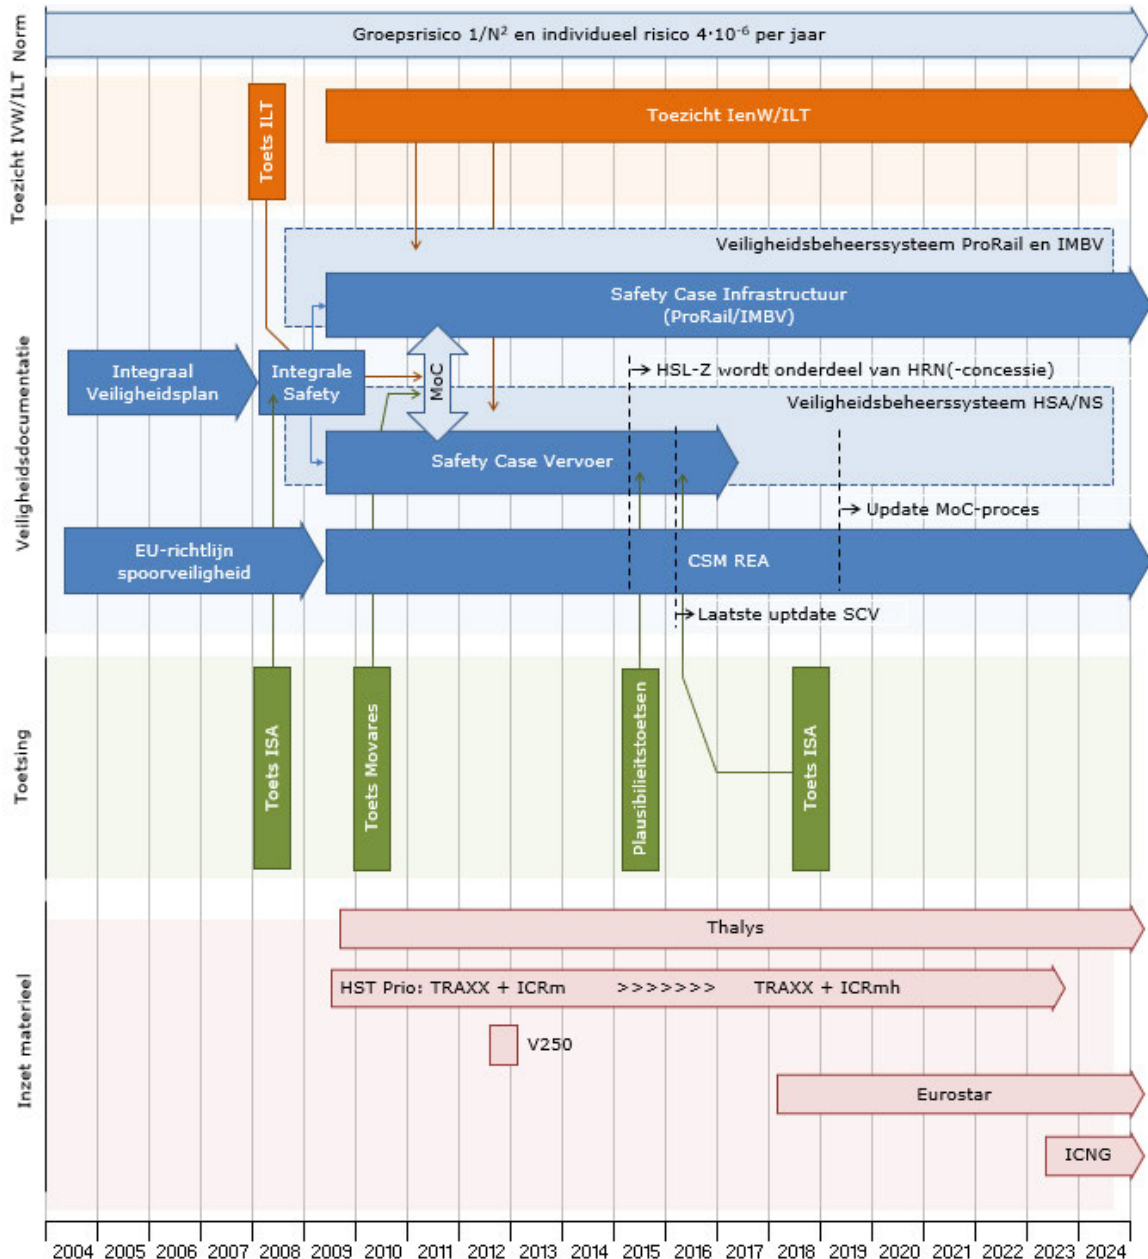 Norm
Groepsrisico 1/N² en individueel risico 4·10⁻⁶ per jaar
Toezicht IVW/ILT
Toets ILT
Toezicht IenW/ILT
Veiligheidsdocumentatie
Veiligheidsbeheerssysteem ProRail en IMBV
Safety Case Infrastructuur
(ProRail/IMBV)
Integraal
Veiligheidsplan
Integrale
Safety
MoC
HSL-Z wordt onderdeel van HRN(-concessie)
Veiligheidsbeheerssysteem HSA/NS
Safety Case Vervoer
Update MoC-proces
EU-richtlijn
spoorveiligheid
CSM REA
Laatste uptdate SCV
Toetsing
Toets ISA
Toets Movares
Plausibilieitstoetsen
Toets ISA
Inzet materieel
Thalys
HST Prio: TRAXX + ICRm >>>>>>> TRAXX + ICRmh
V250
Eurostar
ICNG
2004 2005 2006 2007 2008 2009 2010 2011 2012 2013 2014 2015 2016 2017 2018 2019 2020 2021 2022 2023 2024